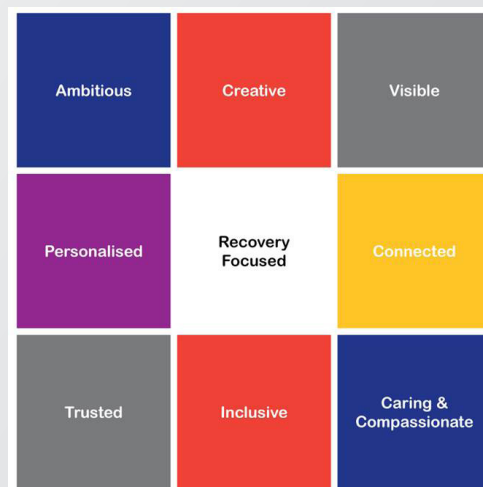 Ambitious
Creative
Visible
Personalised
Recovery
Focused
Connected
Trusted
Inclusive
Caring &
Compassionate